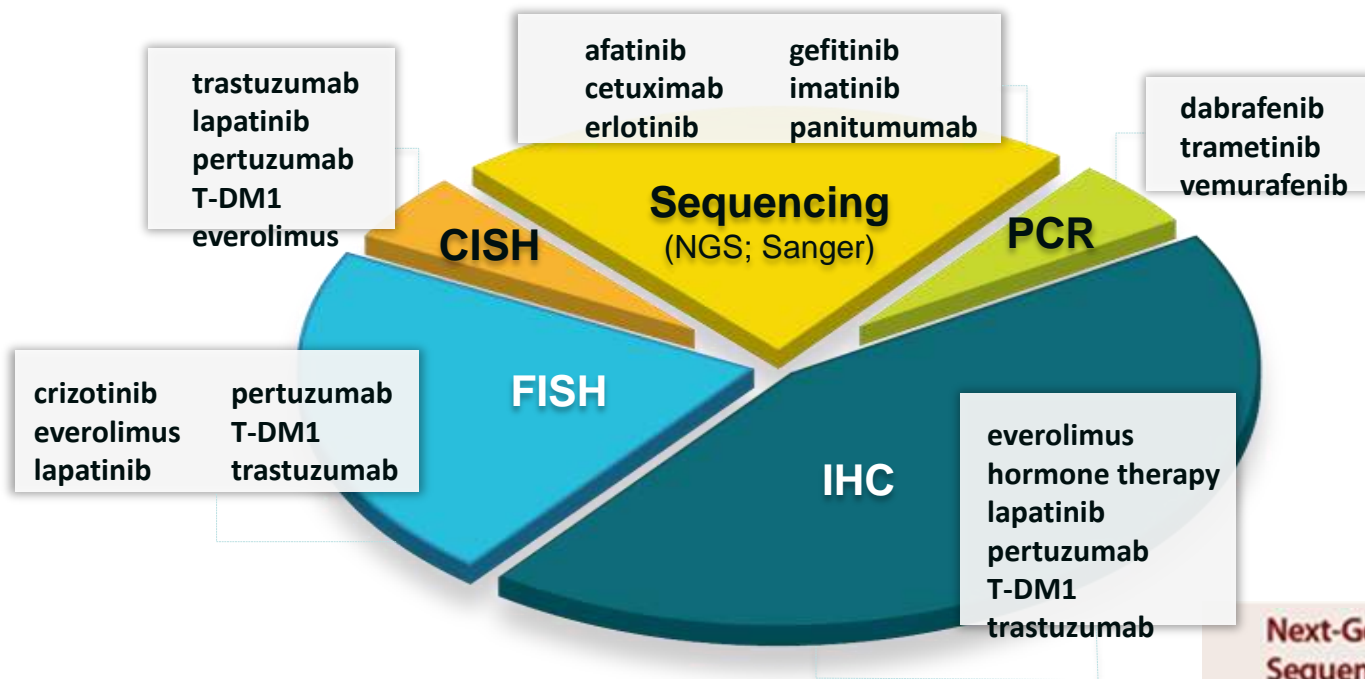 afatinib gefitinib
cetuximab imatinib
erlotinib panitumumab
trastuzumab
lapatinib
pertuzumab
T-DM1
everolimus
dabrafenib
trametinib
vemurafenib
Sequencing
(NGS; Sanger)
CISH
PCR
FISH
IHC
crizotinib pertuzumab
everolimus T-DM1
lapatinib trastuzumab
everolimus
hormone therapy
lapatinib
pertuzumab
T-DM1
trastuzumab